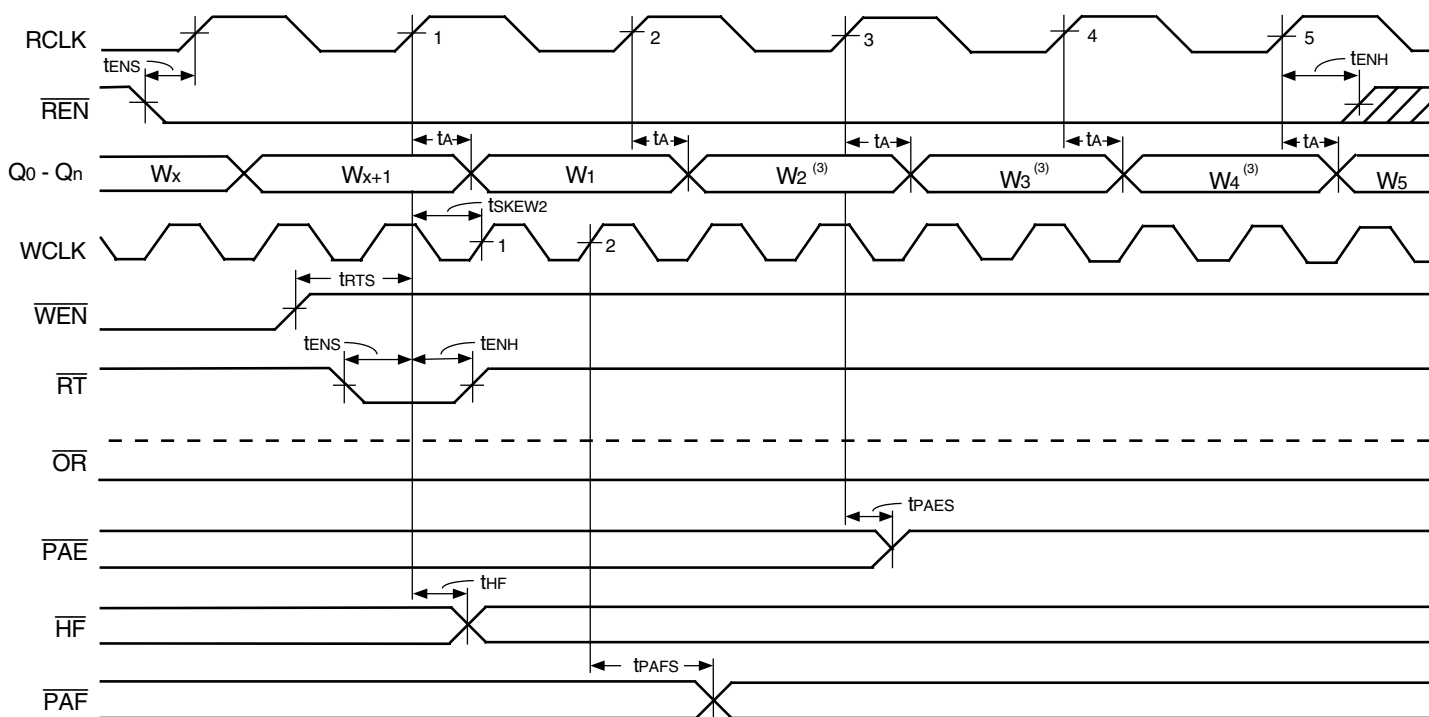 RCLK 1 2 3 4 5
tENS tENH
REN
tA tA tA tA tA
Q0 - Qn Wx Wx+1 W1 W2 (3) W3 (3) W4 (3) W5
tSKEW2
WCLK 1 2
tRTS
WEN
tENS tENH
RT
OR
tPAES
PAE
tHF
HF
tPAFS
PAF